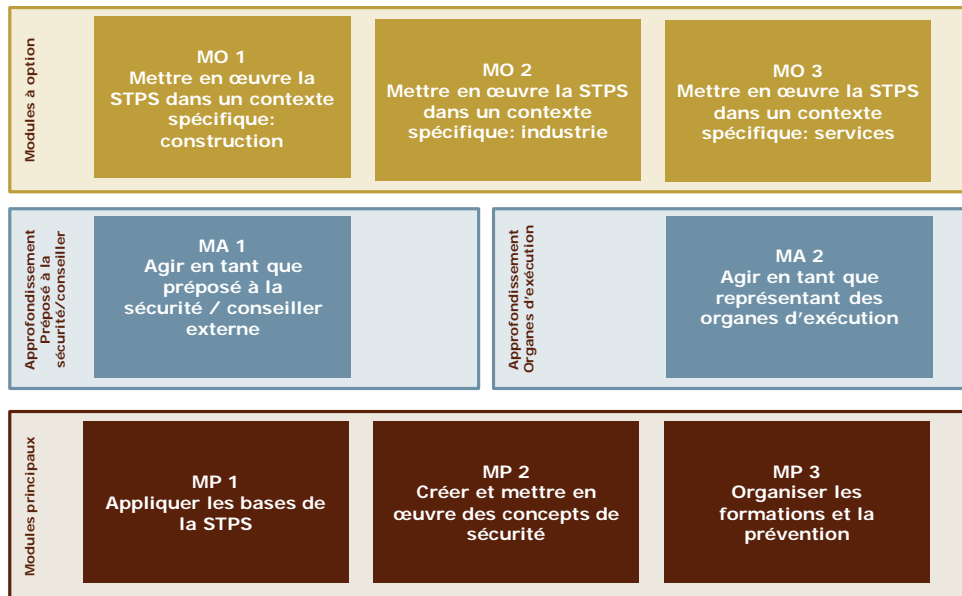 Modules à option
MO 1
Mettre en œuvre la
STPS dans un contexte
spécifique:
construction
MO 2
Mettre en œuvre la STPS
dans un contexte
spécifique: industrie
MO 3
Mettre en œuvre la STPS
dans un contexte
spécifique: services
Approfondissement
Préposé à la
sécurité/conseiller
MA 1
Agir en tant que
préposé à la
sécurité / conseiller
externe
Approfondissement
Organes d’exécution
MA 2
Agir en tant que
représentant des
organes d’exécution
Modules principaux
MP 1
Appliquer les bases de
la STPS
MP 2
Créer et mettre en
œuvre des concepts de
sécurité
MP 3
Organiser les
formations et la
prévention